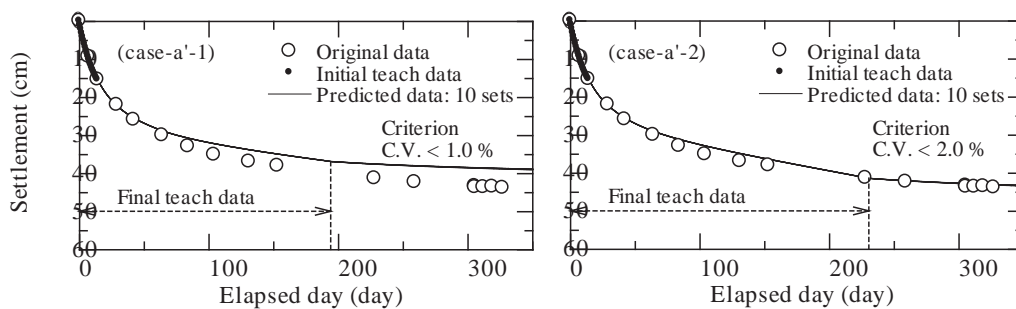 (case-a'-1)
Original data
Initial teach data
Predicted data: 10 sets
Criterion
C.V. < 1.0 %
Final teach data
0
10
20
30
40
50
60
0 100 200 300
Settlement (cm)
Elapsed day (day)
(case-a'-2)
Original data
Initial teach data
Predicted data: 10 sets
Criterion
C.V. < 2.0 %
Final teach data
0
10
20
30
40
50
60
0 100 200 300
Elapsed day (day)